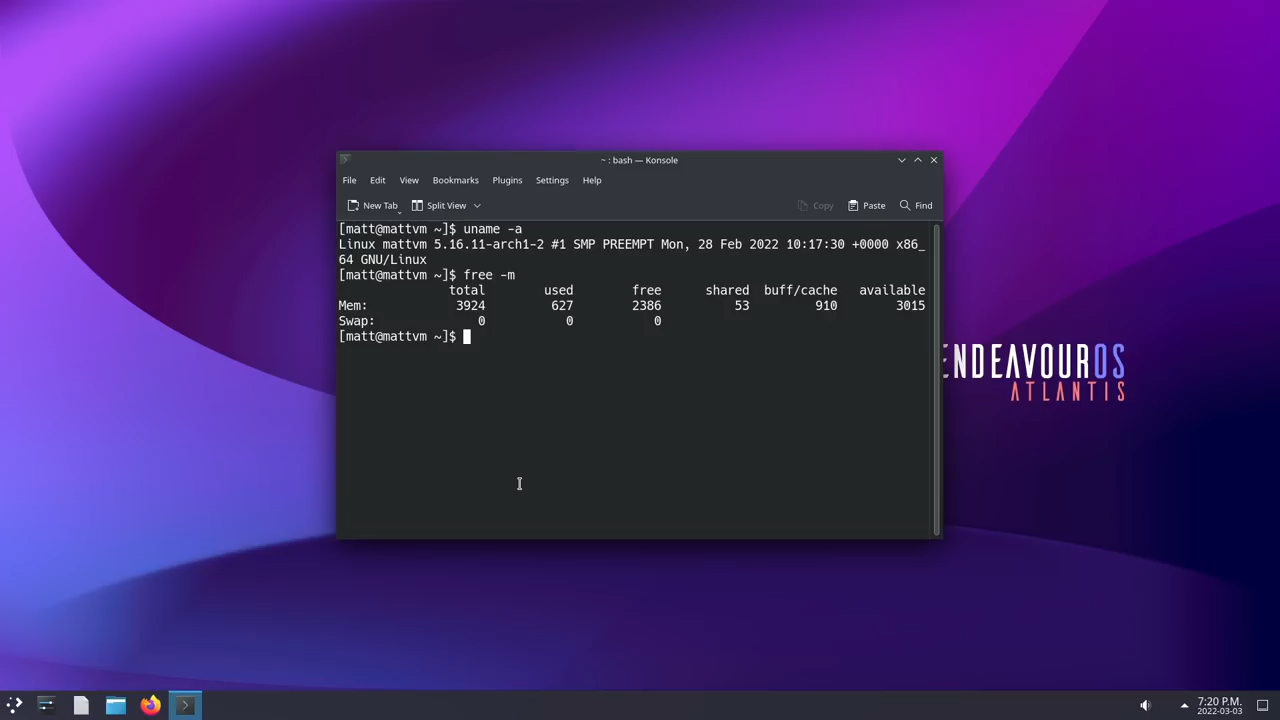 ~ : bash — Konsole
File Edit View Bookmarks Plugins Settings Help
New Tab Split View Copy Paste Find
[matt@mattvm ~]$ uname -a
Linux mattvm 5.16.11-arch1-2 #1 SMP PREEMPT Mon, 28 Feb 2022 10:17:30 +0000 x86_
64 GNU/Linux
[matt@mattvm ~]$ free -m
total used free shared buff/cache available
Mem: 3924 627 2386 53 910 3015
Swap: 0 0 0
[matt@mattvm ~]$
ENDEAVOUROS
ATLANTIS
7:20 P.M.
2022-03-03